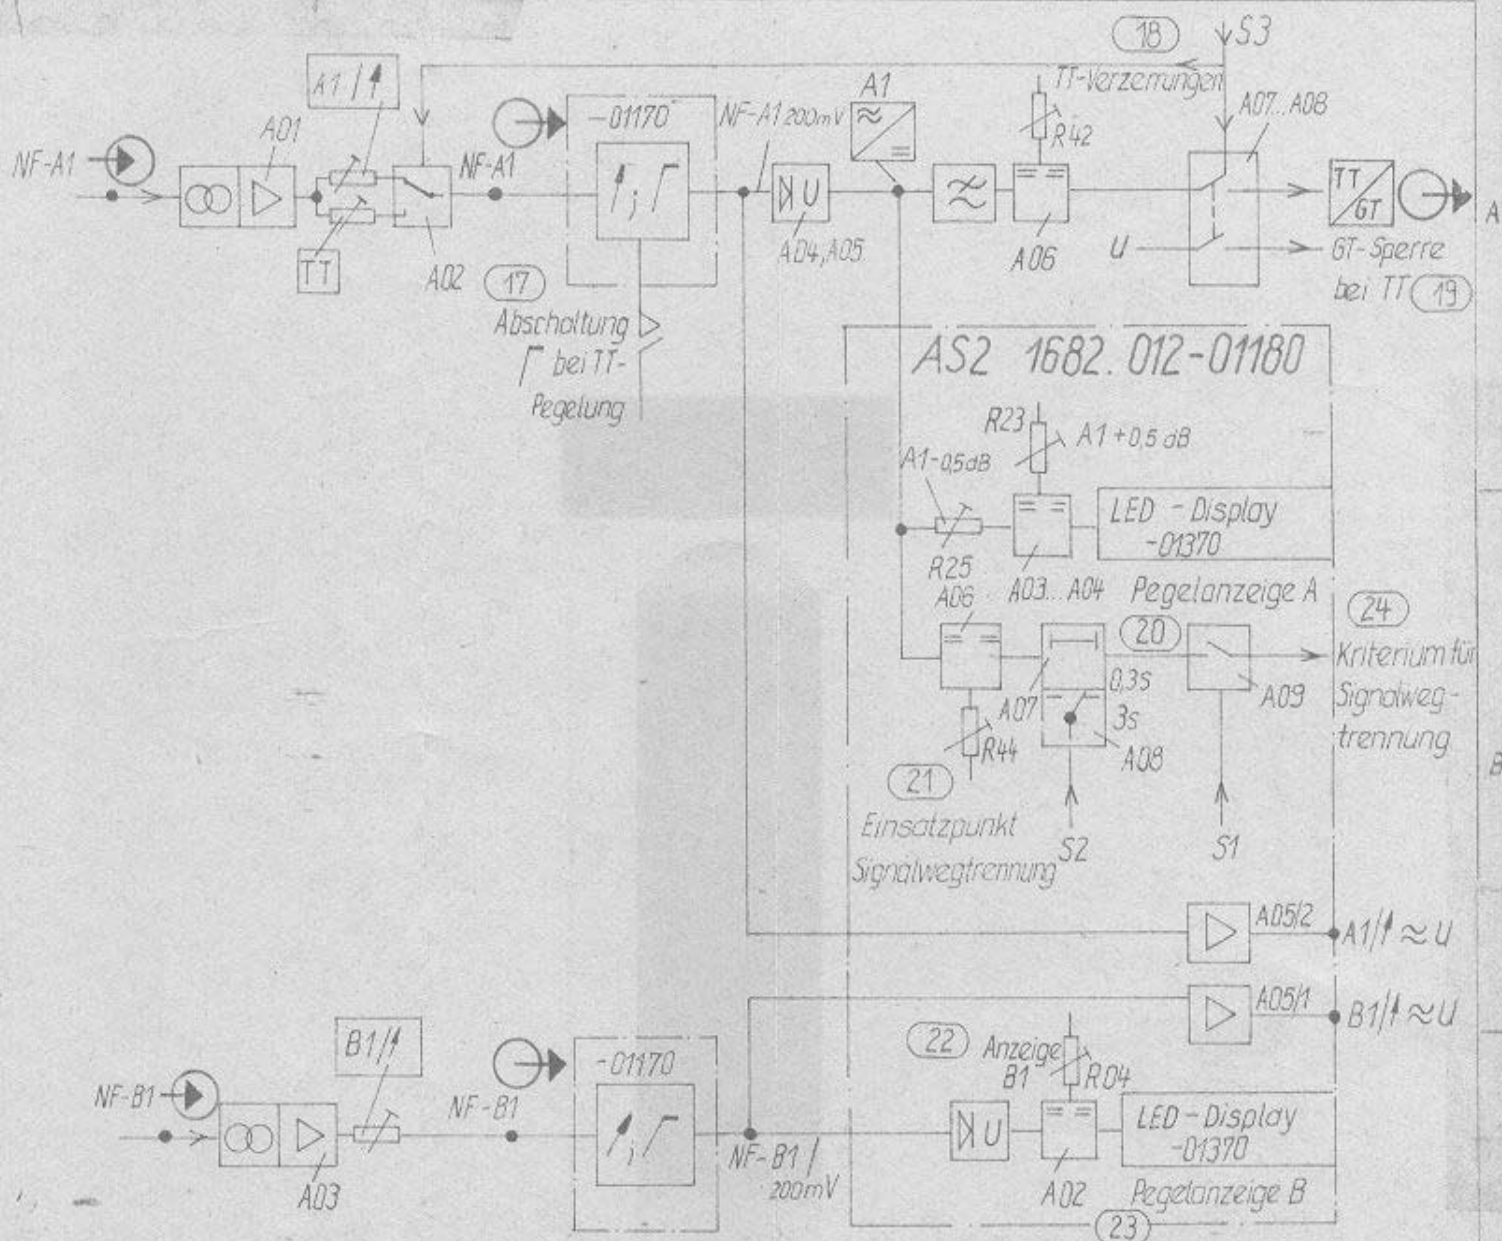 18
S3
TT-Verzerrungen
A1 /
A01
NF-A1
-01170
NF-A1 200mV
A1
R42
A07...A08
NF-A1
TT
A02
U
A04,A05
A06
U
TT
GT
GT-Sperre
bei TT 19
A
17
Abschaltung
bei TT-
Pegelung
AS2 1682.012-01180
R23
A1+0,5 dB
A1-0,5dB
LED - Display
-01370
R25
A03...A04
Pegelanzeige A
A06
20
24
Kriterium für
Signalweg-
trennung
A07
0,3s
3s
A08
A09
R44
21
Einsatzpunkt
Signalwegtrennung
S2
S1
B
A05/2
A1/ ≈ U
A05/1
B1/ ≈ U
B1/
NF-B1
A03
NF-B1
-01170
NF-B1 /
200mV
22
Anzeige
B1
R04
U
A02
LED - Display
-01370
Pegelanzeige B
23